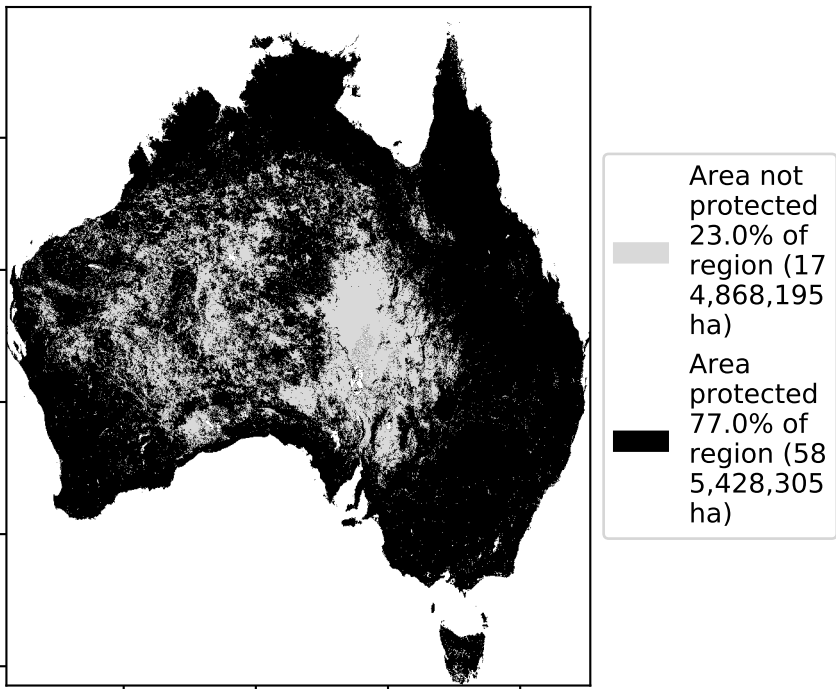 Area not
protected
23.0% of
region (17
4,868,195
ha)
Area
protected
77.0% of
region (58
5,428,305
ha)